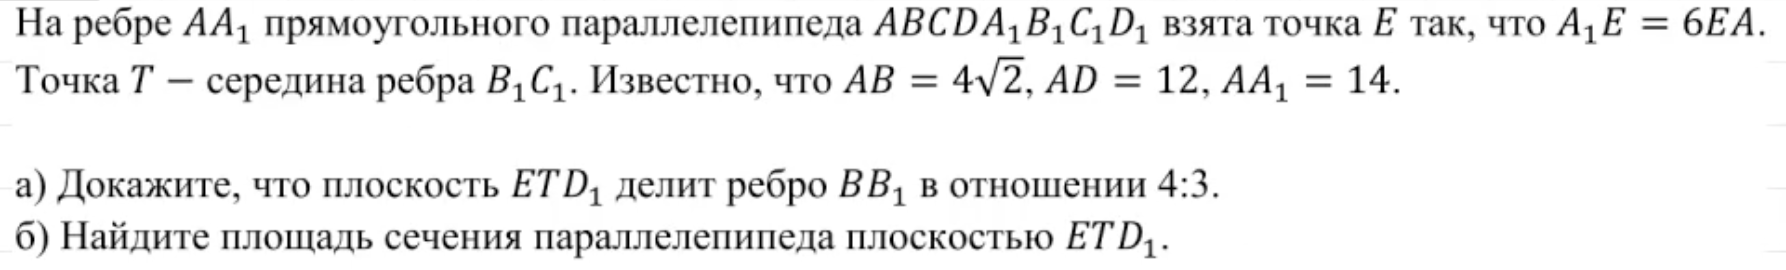 На ребре AA₁ прямоугольного параллелепипеда ABCDA₁B₁C₁D₁ взята точка E так, что A₁E = 6EA.
Точка T – середина ребра B₁C₁. Известно, что AB = 4√2, AD = 12, AA₁ = 14.
а) Докажите, что плоскость ETD₁ делит ребро BB₁ в отношении 4:3.
б) Найдите площадь сечения параллелепипеда плоскостью ETD₁.